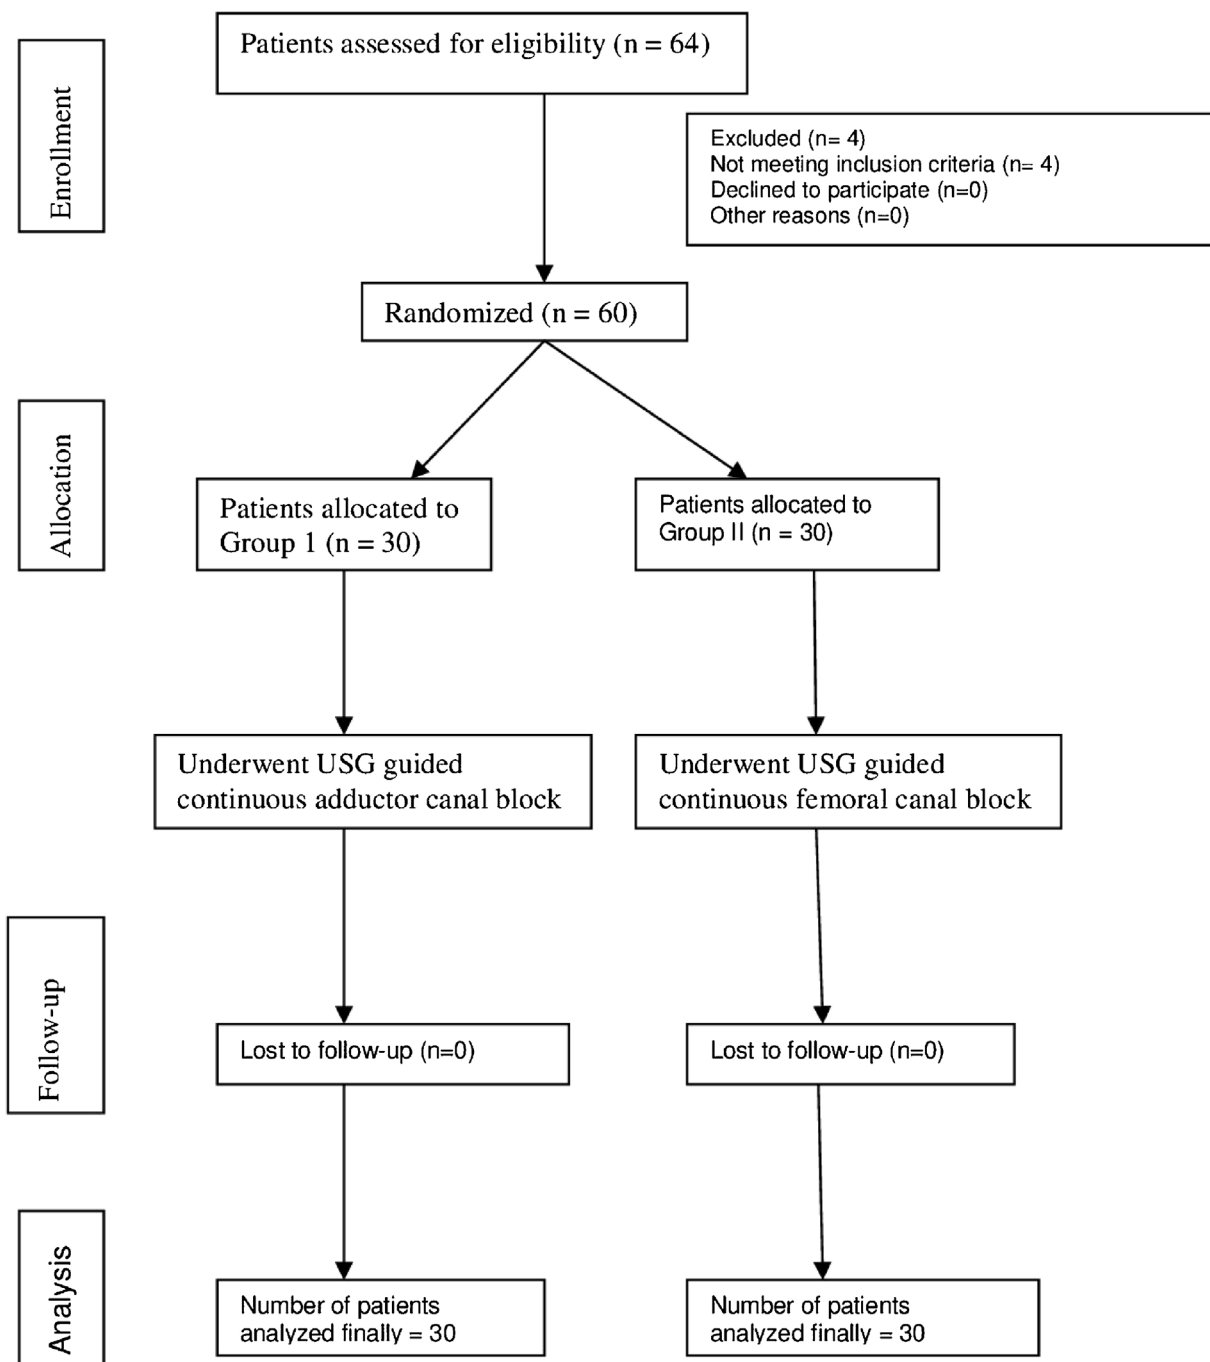 Enrollment
Patients assessed for eligibility (n = 64)
Excluded (n= 4)
Not meeting inclusion criteria (n= 4)
Declined to participate (n=0)
Other reasons (n=0)
Randomized (n = 60)
Allocation
Patients allocated to
Group 1 (n = 30)
Patients allocated to
Group II (n = 30)
Underwent USG guided
continuous adductor canal block
Underwent USG guided
continuous femoral canal block
Follow-up
Lost to follow-up (n=0)
Lost to follow-up (n=0)
Analysis
Number of patients
analyzed finally = 30
Number of patients
analyzed finally = 30